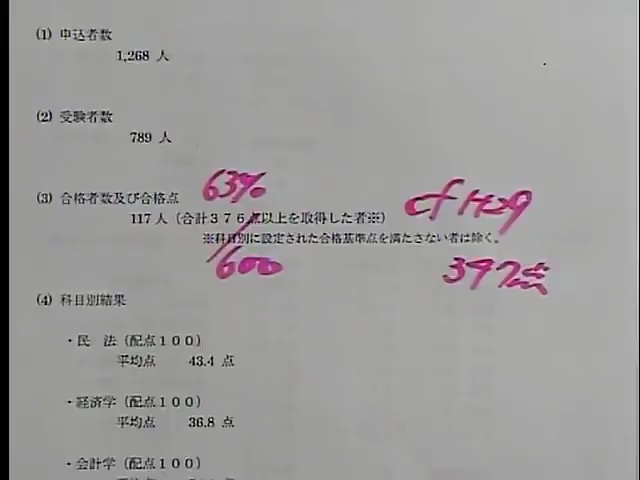 (1) 申込者数
1,268 人
(2) 受験者数
789 人
63%
(3) 合格者数及び合格点
cf H29
117人 (合計376点以上を取得した者※)
※科目別に設定された合格基準点を満たさない者は除く。
/600
397点
(4) 科目別結果
・民 法 (配点100)
平均点 43.4 点
・経済学 (配点100)
平均点 36.8 点
・会計学 (配点100)